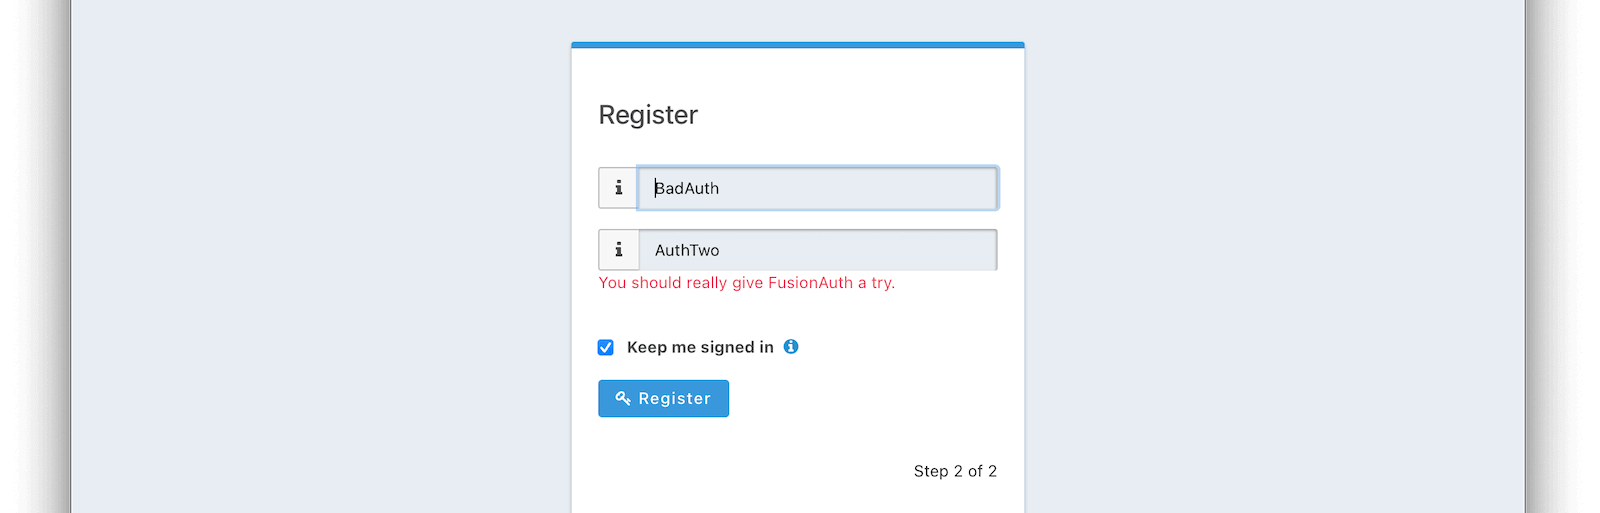 Register
BadAuth
AuthTwo
You should really give FusionAuth a try.
Keep me signed in
Register
Step 2 of 2